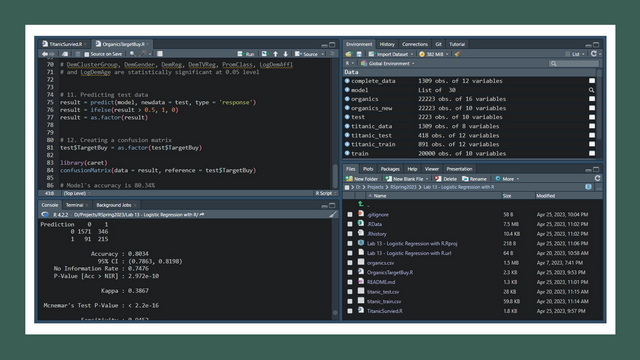 TitanicSurvied.R
OrganicsTargetBuy.R
Source on Save
Run
Source
70 # DemClusterGroup, DemGender, DemReg, DemTVReg, PromClass, LogDemAffl
71 # and LogDemAge are statistically significant at 0.05 level
72
73
74 # 11. Predicting test data
75 result = predict(model, newdata = test, type = 'response')
76 result = ifelse(result > 0.5, 1, 0)
77 result = as.factor(result)
78
79
80 # 12. Creating a confusion matrix
81 test$TargetBuy = as.factor(test$TargetBuy)
82
83 library(caret)
84 confusionMatrix(data = result, reference = test$TargetBuy)
85
86 # Model's accuracy is 80.34%
43:8 (Top Level) R Script
Console Terminal Background Jobs
R 4.2.2 D:/Projects/RSpring2023/Lab 13 - Logistic Regression with R/
Prediction 0 1
0 1571 346
1 91 215
Accuracy : 0.8034
95% CI : (0.7863, 0.8198)
No Information Rate : 0.7476
P-Value [Acc > NIR] : 2.972e-10
Kappa : 0.3867
Mcnemar's Test P-Value : < 2.2e-16
Environment History Connections Git Tutorial
Import Dataset 382 MiB List
R Global Environment
Data
complete_data 1309 obs. of 12 variables
model List of 30
organics 22223 obs. of 16 variables
organics_new 22223 obs. of 10 variables
test 2223 obs. of 10 variables
titanic_data 1309 obs. of 8 variables
titanic_test 418 obs. of 12 variables
titanic_train 891 obs. of 12 variables
train 20000 obs. of 10 variables
Files Plots Packages Help Viewer Presentation
New Folder New Blank File Delete Rename More
D: Projects RSpring2023 Lab 13 - Logistic Regression with R
Name Size Modified
..
.gitignore 58 B Apr 25, 2023, 10:04 PM
.RData 7.5 MB Apr 25, 2023, 11:02 PM
.Rhistory 10.4 KB Apr 25, 2023, 11:02 PM
Lab 13 - Logistic Regression with R.Rproj 218 B Apr 25, 2023, 11:06 PM
Lab 13 - Logistic Regression with R.url 64 B Apr 20, 2023, 10:58 AM
organics.csv 1.5 MB Apr 7, 2023, 7:41 PM
OrganicsTargetBuy.R 2.3 KB Apr 25, 2023, 9:53 PM
README.md 1.2 KB Apr 25, 2023, 11:01 PM
titanic_test.csv 28 KB Apr 20, 2023, 11:15 AM
titanic_train.csv 59.8 KB Apr 20, 2023, 11:14 AM
TitanicSurvied.R 1.8 KB Apr 25, 2023, 9:57 PM